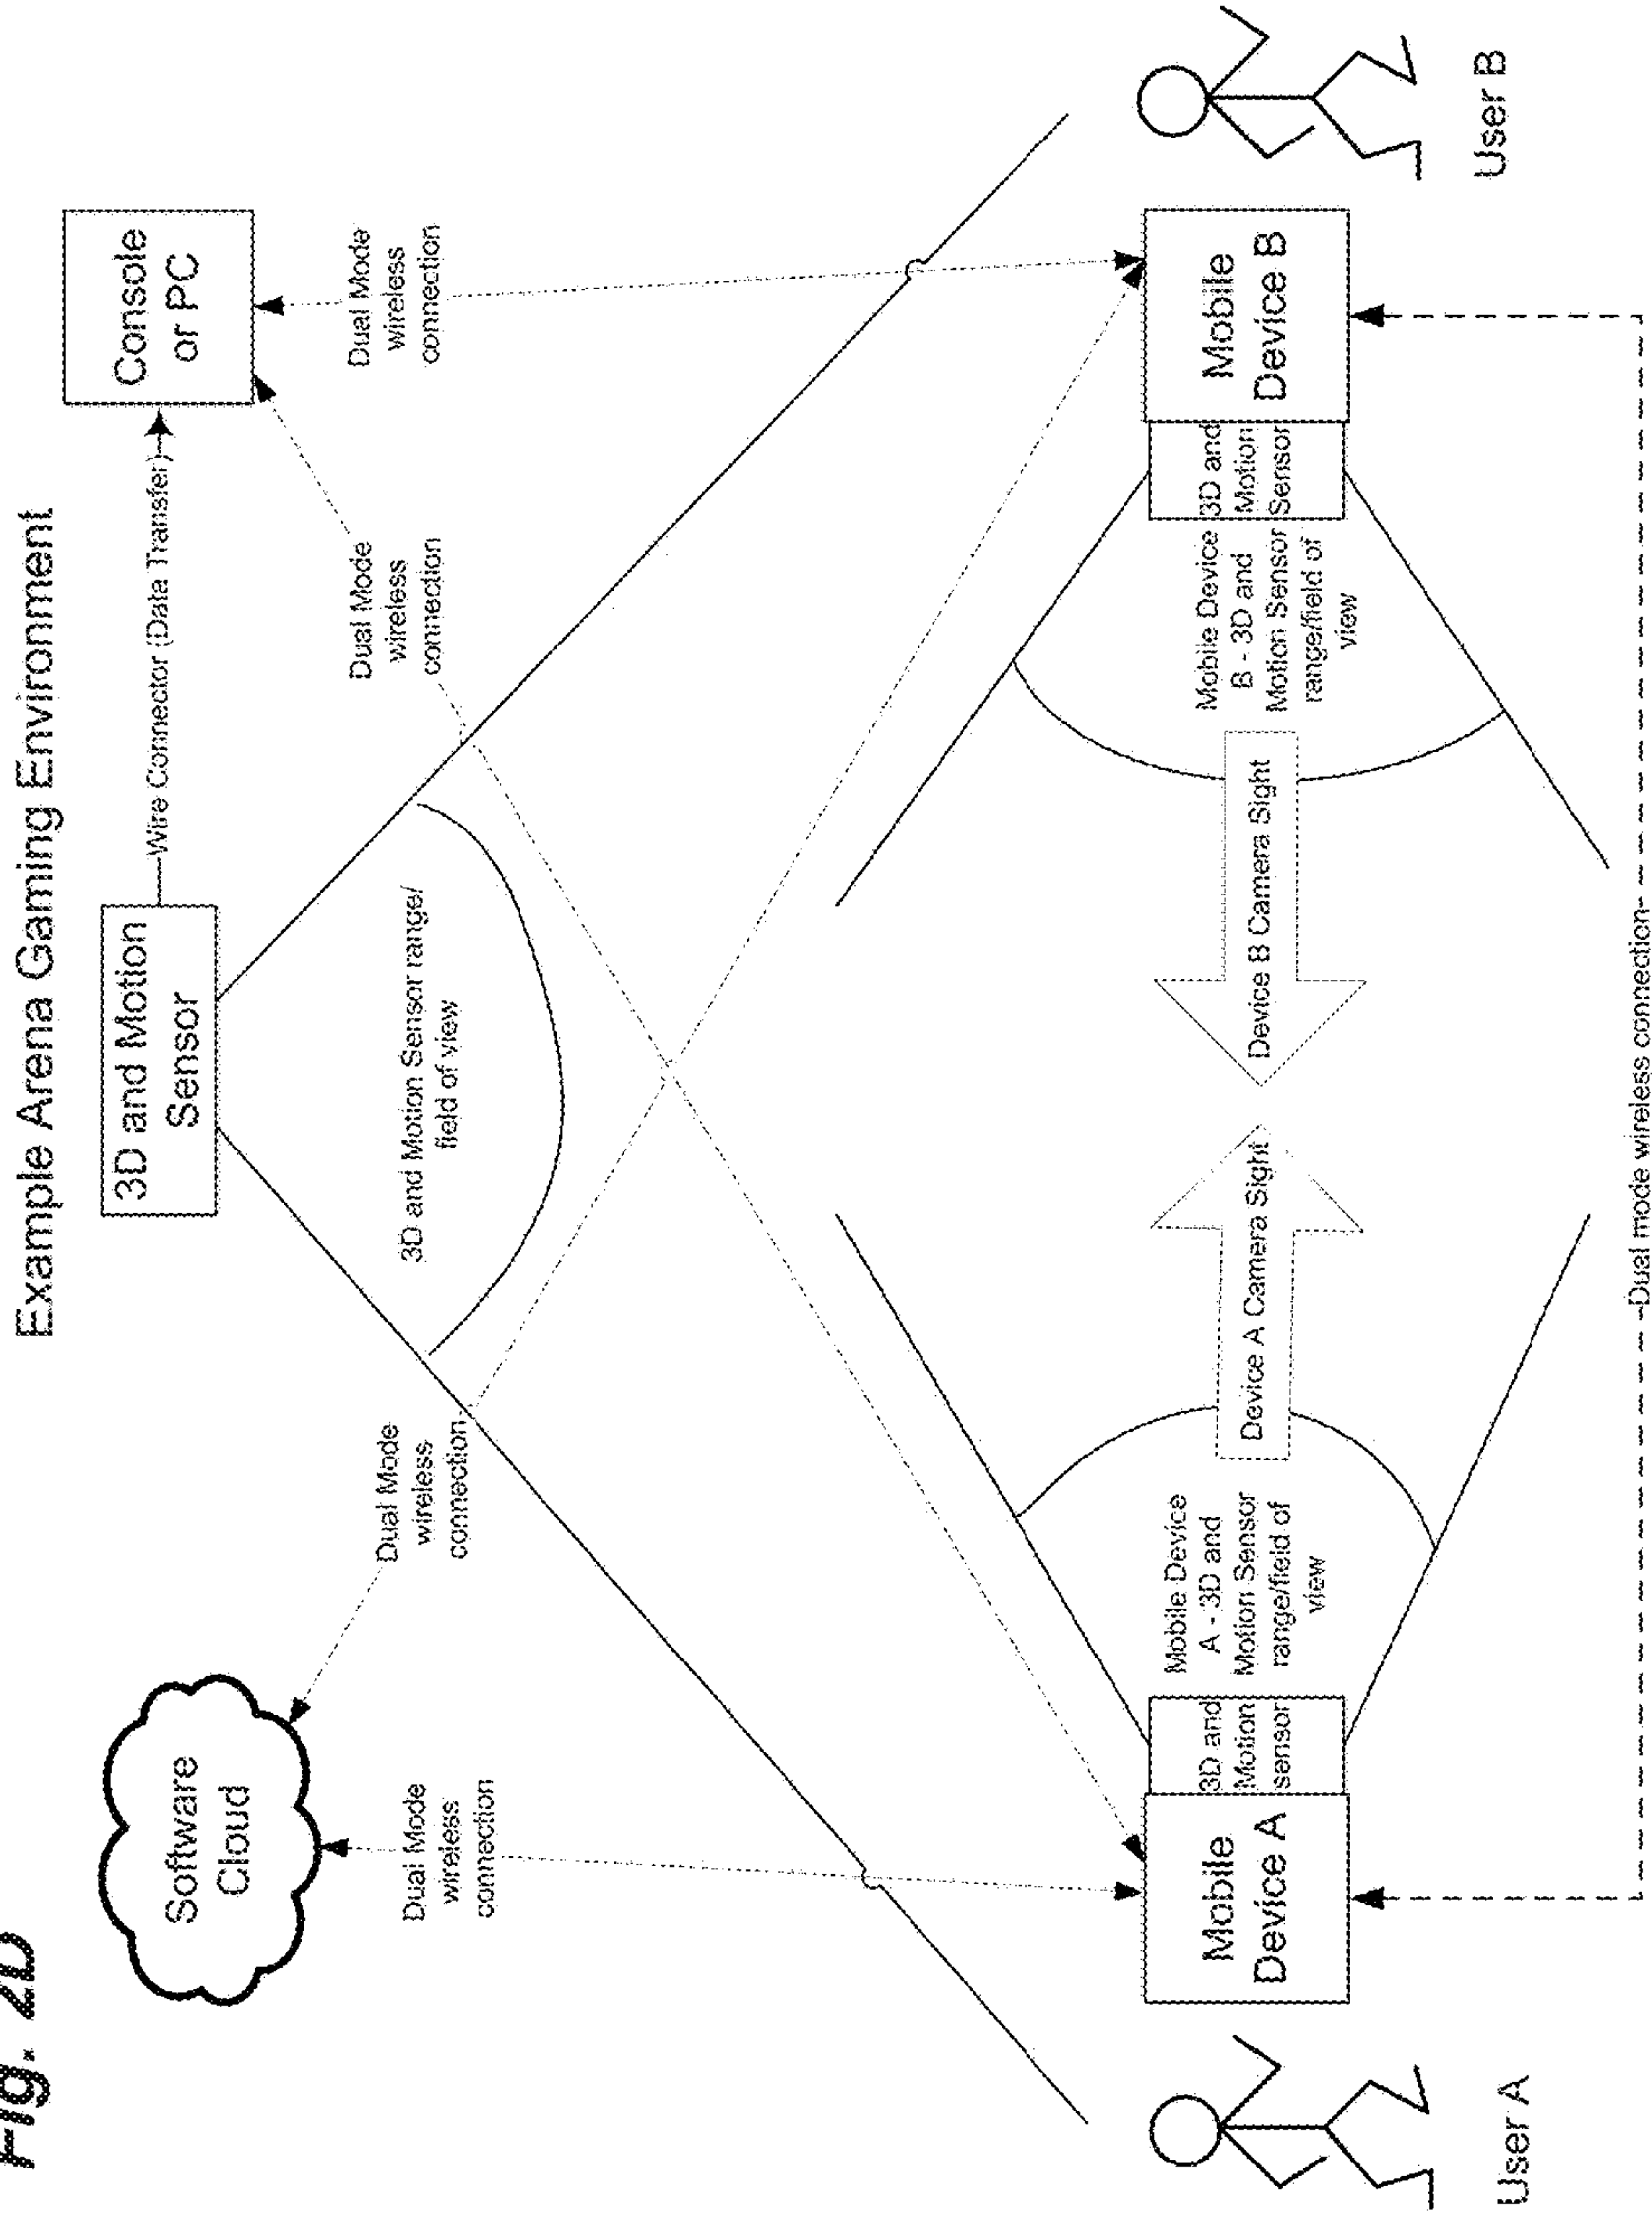 Fig. 2D
Example Arena Gaming Environment
Software
Cloud
3D and Motion
Sensor
Wire Connector (Data Transfer)
Console
or PC
Dual Mode
wireless
connection
Dual Mode
wireless
connection
3D and Motion Sensor range/
field of view
Dual Mode
wireless
connection
Dual Mode
wireless
connection
User A
Mobile
Device A
3D and
Motion
sensor
Mobile Device
A - 3D and
Motion Sensor
range/field of
view
Device A Camera Sight
Device B Camera Sight
Mobile Device
B - 3D and
Motion Sensor
range/field of
view
3D and
Motion
Sensor
Mobile
Device B
User B
Dual mode wireless connection